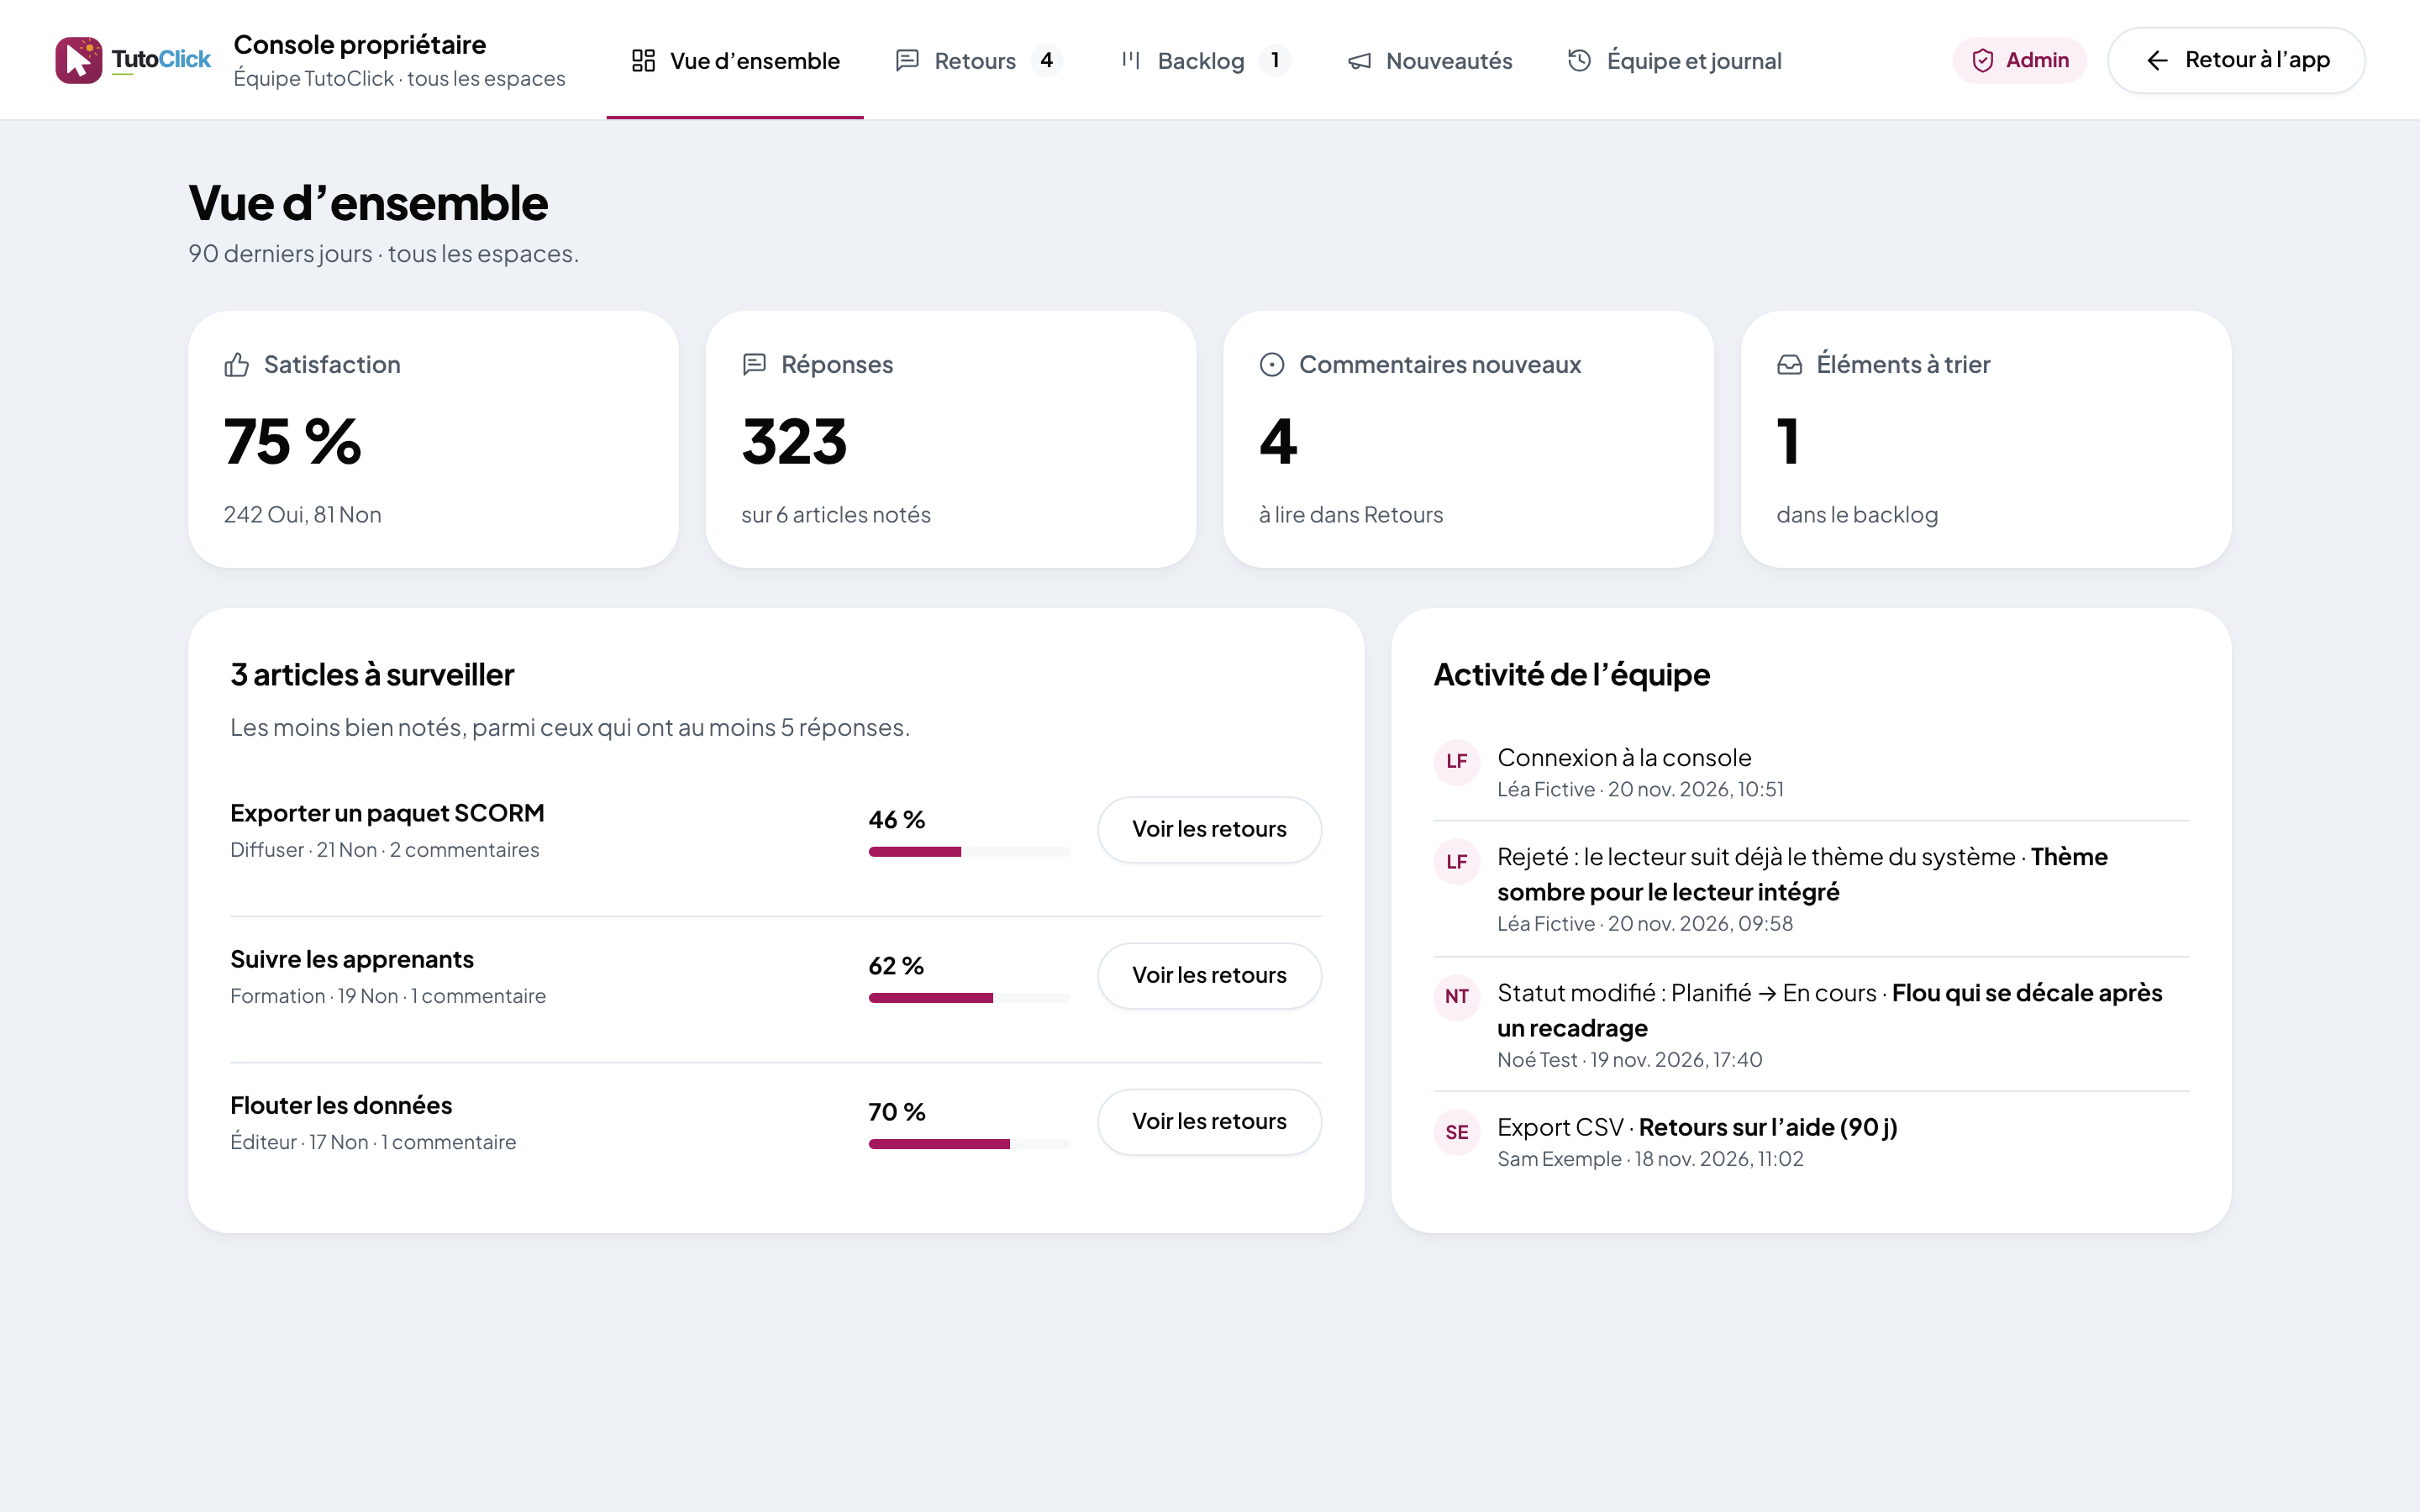 TutoClick
Console propriétaire
Équipe TutoClick · tous les espaces
Vue d’ensemble
Retours 4
Backlog 1
Nouveautés
Équipe et journal
Admin
Retour à l’app
Vue d’ensemble
90 derniers jours · tous les espaces.
Satisfaction
75 %
242 Oui, 81 Non
Réponses
323
sur 6 articles notés
Commentaires nouveaux
4
à lire dans Retours
Éléments à trier
1
dans le backlog
3 articles à surveiller
Les moins bien notés, parmi ceux qui ont au moins 5 réponses.
Exporter un paquet SCORM
Diffuser · 21 Non · 2 commentaires
46 %
Voir les retours
Suivre les apprenants
Formation · 19 Non · 1 commentaire
62 %
Voir les retours
Flouter les données
Éditeur · 17 Non · 1 commentaire
70 %
Voir les retours
Activité de l’équipe
LF
Connexion à la console
Léa Fictive · 20 nov. 2026, 10:51
LF
Rejeté : le lecteur suit déjà le thème du système · Thème
sombre pour le lecteur intégré
Léa Fictive · 20 nov. 2026, 09:58
NT
Statut modifié : Planifié → En cours · Flou qui se décale après
un recadrage
Noé Test · 19 nov. 2026, 17:40
SE
Export CSV · Retours sur l’aide (90 j)
Sam Exemple · 18 nov. 2026, 11:02